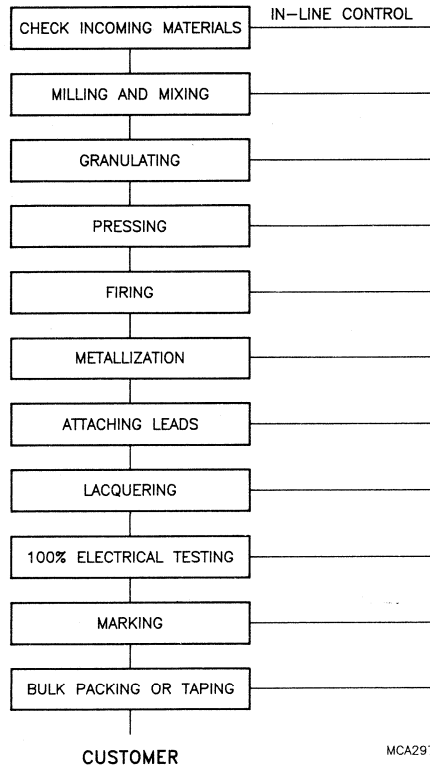 CHECK INCOMING MATERIALS
IN-LINE CONTROL
MILLING AND MIXING
GRANULATING
PRESSING
FIRING
METALLIZATION
ATTACHING LEADS
LACQUERING
100% ELECTRICAL TESTING
MARKING
BULK PACKING OR TAPING
CUSTOMER